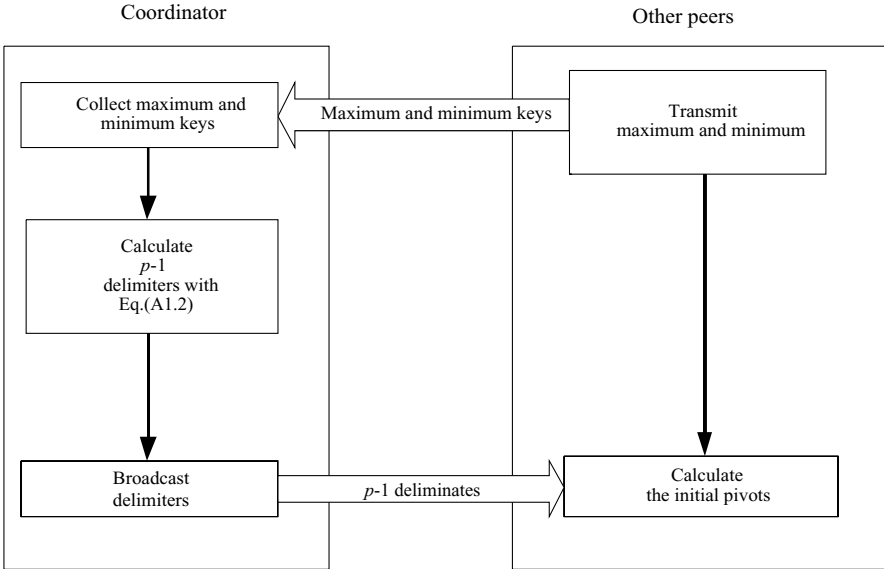 Coordinator
Other peers
Collect maximum and
minimum keys
Maximum and minimum keys
Transmit
maximum and minimum
Calculate
p-1
delimiters with
Eq.(A1.2)
Broadcast
delimiters
p-1 deliminates
Calculate
the initial pivots